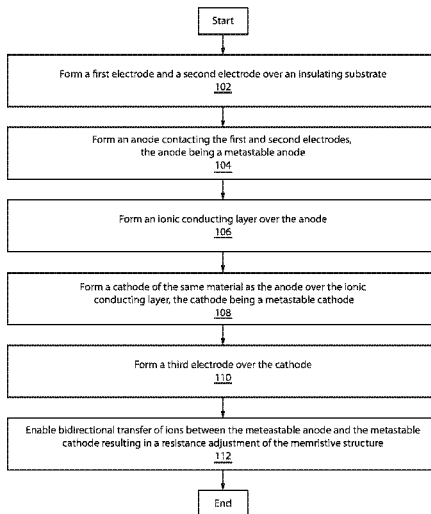 Start
Form a first electrode and a second electrode over an insulating substrate
102
Form an anode contacting the first and second electrodes,
the anode being a metastable anode
104
Form an ionic conducting layer over the anode
106
Form a cathode of the same material as the anode over the ionic
conducting layer, the cathode being a metastable cathode
108
Form a third electrode over the cathode
110
Enable bidirectional transfer of ions between the meteastable anode and the metastable
cathode resulting in a resistance adjustment of the memristive structure
112
End